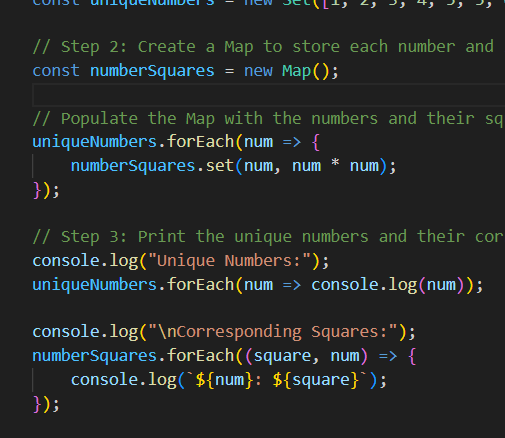 const uniqueNumbers = new Set([1, 2, 3, 4, 5, 5,
// Step 2: Create a Map to store each number and
const numberSquares = new Map();
// Populate the Map with the numbers and their sq
uniqueNumbers.forEach(num => {
    numberSquares.set(num, num * num);
});
// Step 3: Print the unique numbers and their cor
console.log("Unique Numbers:");
uniqueNumbers.forEach(num => console.log(num));
console.log("\nCorresponding Squares:");
numberSquares.forEach((square, num) => {
    console.log(`${num}: ${square}`);
});